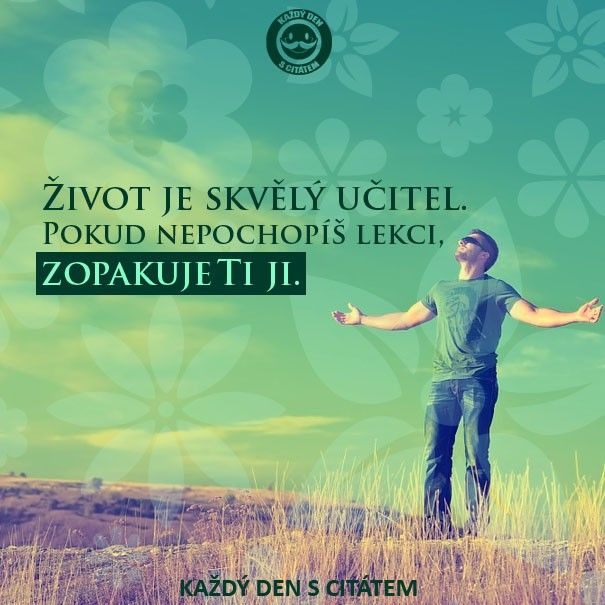 KAŽDÝ DEN
S CITÁTEM
ŽIVOT JE SKVĚLÝ UČITEL.
POKUD NEPOCHOPÍŠ LEKCI,
ZOPAKUJE TI JI.
KAŽDÝ DEN S CITÁTEM